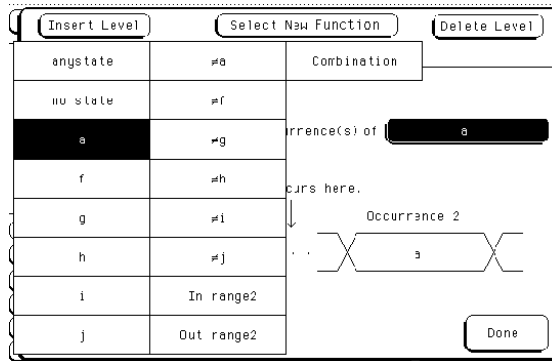 Insert Level Select New Function Delete Level
anystate ≠a Combination
no state ≠f
a ≠g rrence(s) of a
f ≠h
curs here.
g ≠i Occurrence 2
h ≠j a
i In range2
j Out range2 Done